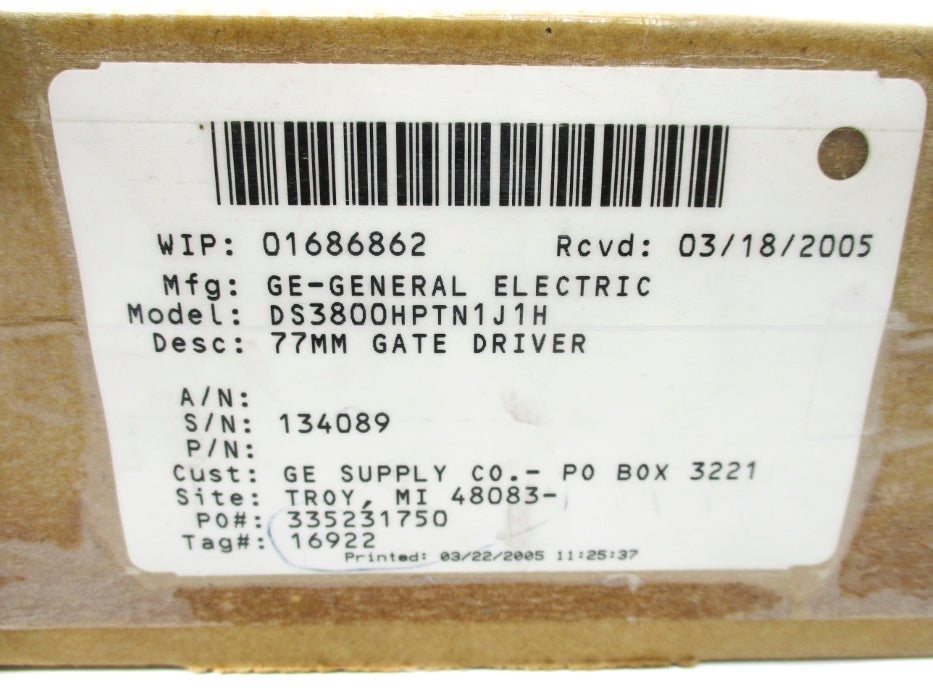 WIP: 01686862 Rcvd: 03/18/2005
Mfg: GE-GENERAL ELECTRIC
Model: DS3800HPTN1J1H
Desc: 77MM GATE DRIVER
A/N:
S/N: 134089
P/N:
Cust: GE SUPPLY CO.- PO BOX 3221
Site: TROY, MI 48083-
PO#: 335231750
Tag#: 16922
Printed: 03/22/2005 11:25:37